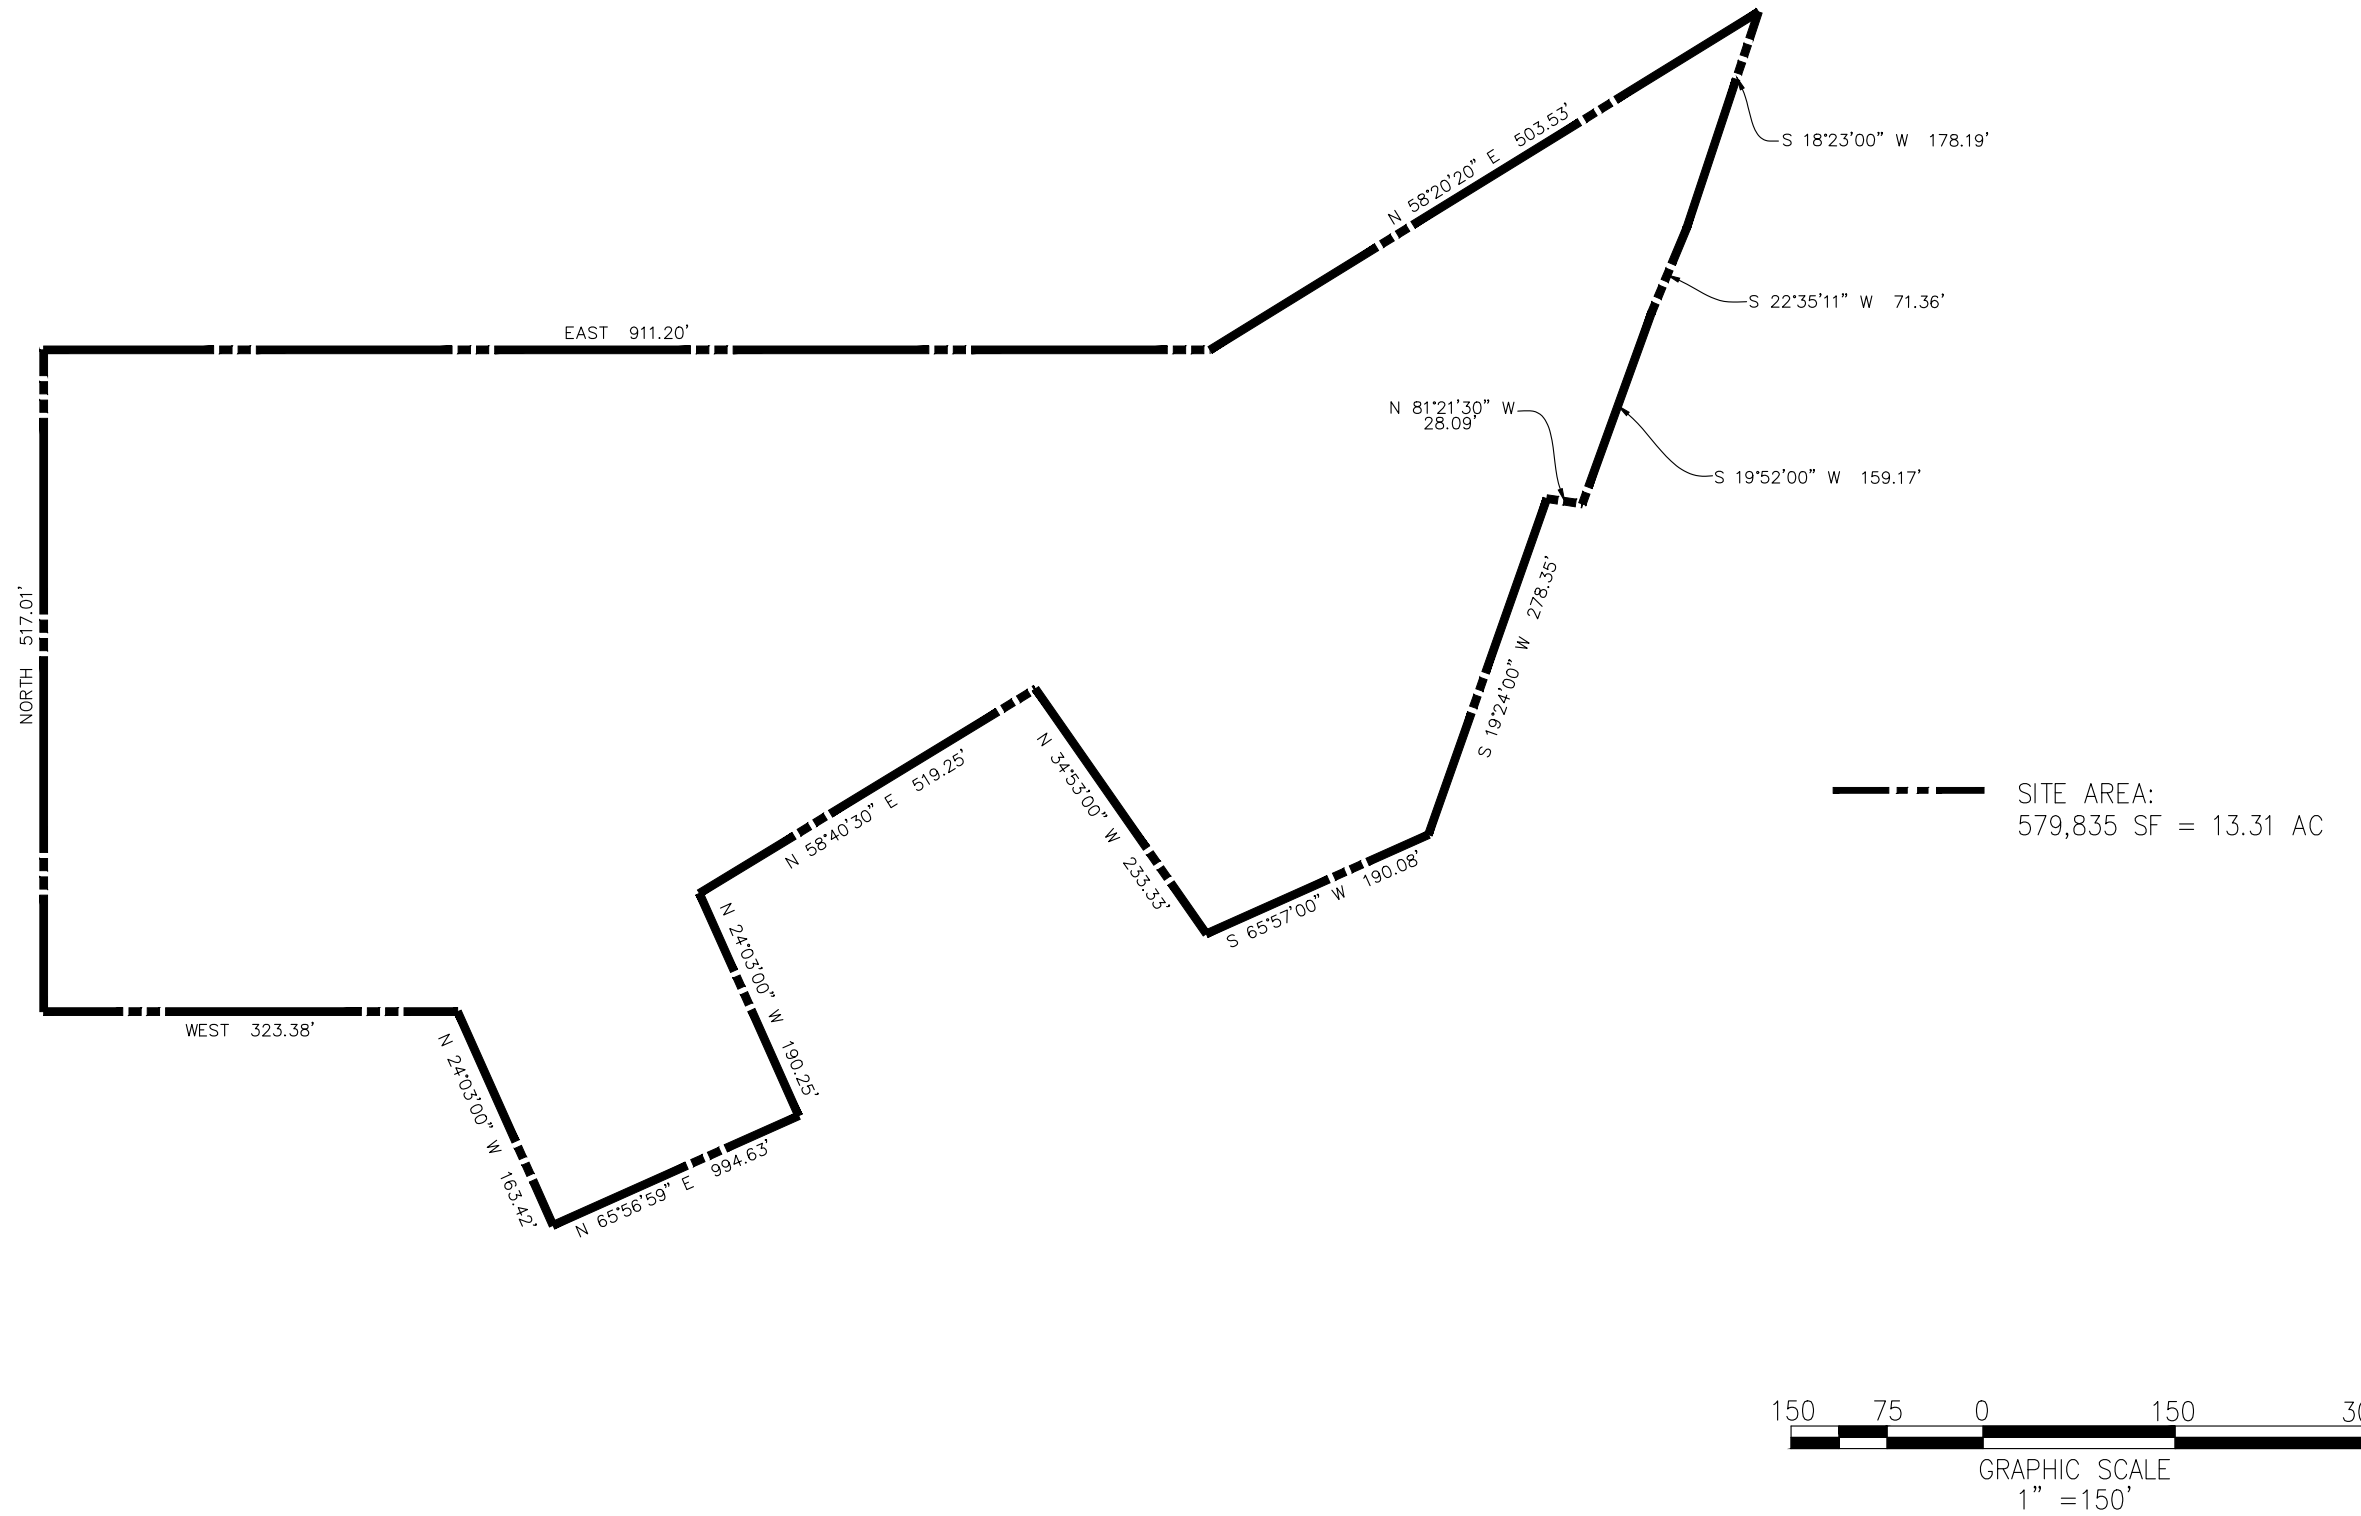 N 58°20'20" E 503.53'
S 18°23'00" W 178.19'
S 22°35'11" W 71.36'
EAST 911.20'
N 81°21'30" W
28.09'
S 19°52'00" W 159.17'
NORTH 517.01'
S 19°24'00" W 278.35'
N 58°40'30" E 519.25'
N 34°53'00" W 233.33'
S 65°57'00" W 190.08'
SITE AREA:
579,835 SF = 13.31 AC
N 24°03'00" W 190.25'
WEST 323.38'
N 24°03'00" W 163.42'
N 65°56'59" E 994.63'
150 75 0 150
GRAPHIC SCALE
1" =150'